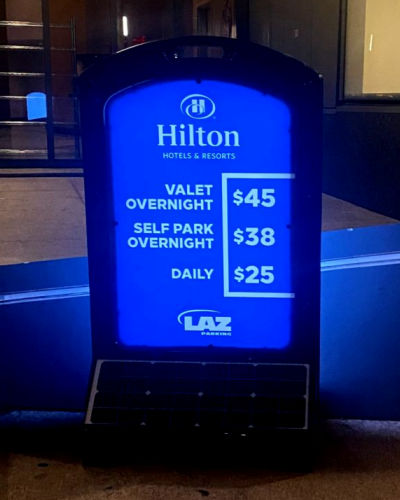 H
Hilton
HOTELS & RESORTS
VALET
OVERNIGHT $45
SELF PARK
OVERNIGHT $38
DAILY $25
LAZ
PARKING